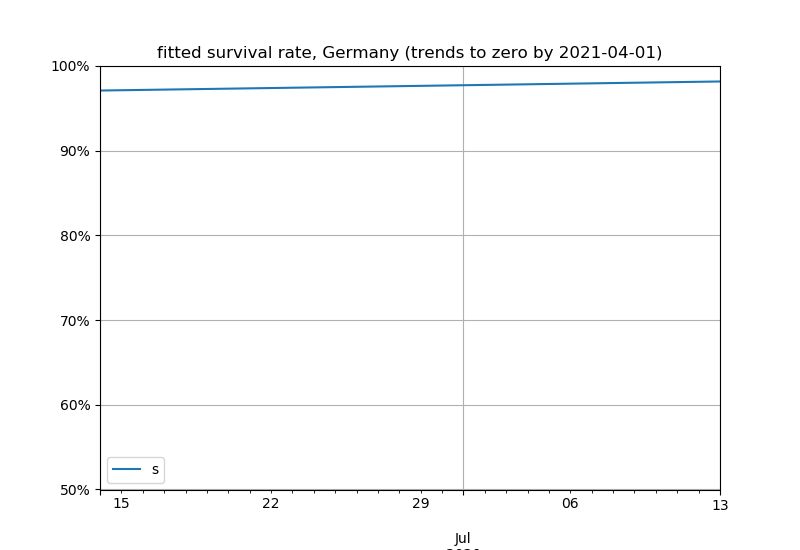 fitted survival rate, Germany (trends to zero by 2021-04-01)
100%
90%
80%
70%
60%
50%
s
15 22 29 06 13
Jul